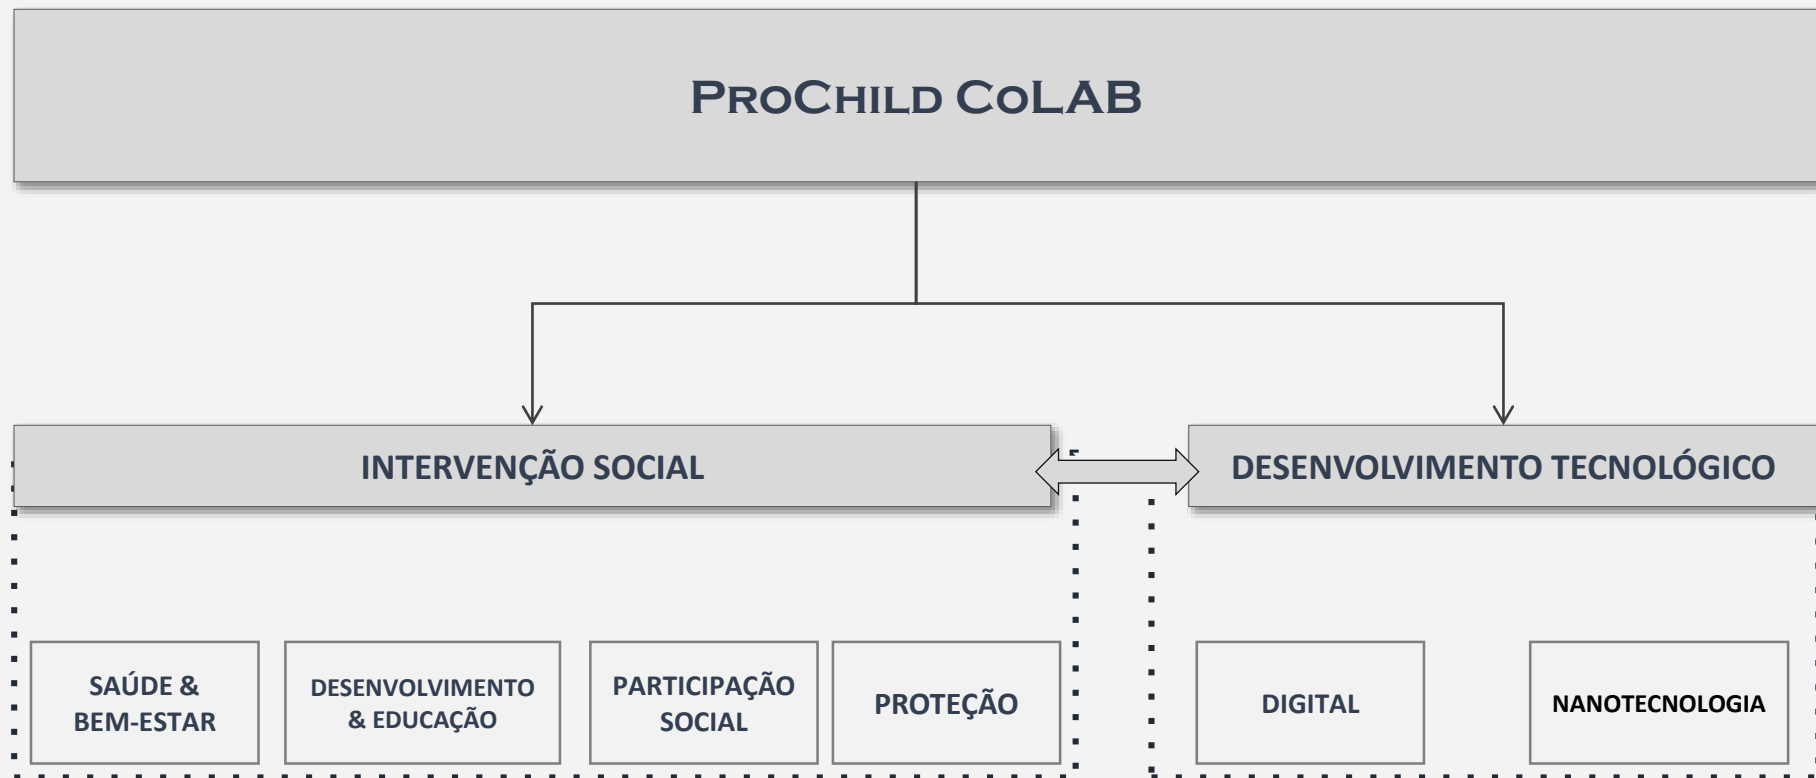 PROCHILD COLAB
INTERVENÇÃO SOCIAL
DESENVOLVIMENTO TECNOLÓGICO
SAÚDE &
BEM-ESTAR
DESENVOLVIMENTO
& EDUCAÇÃO
PARTICIPAÇÃO
SOCIAL
PROTEÇÃO
DIGITAL
NANOTECNOLOGIA